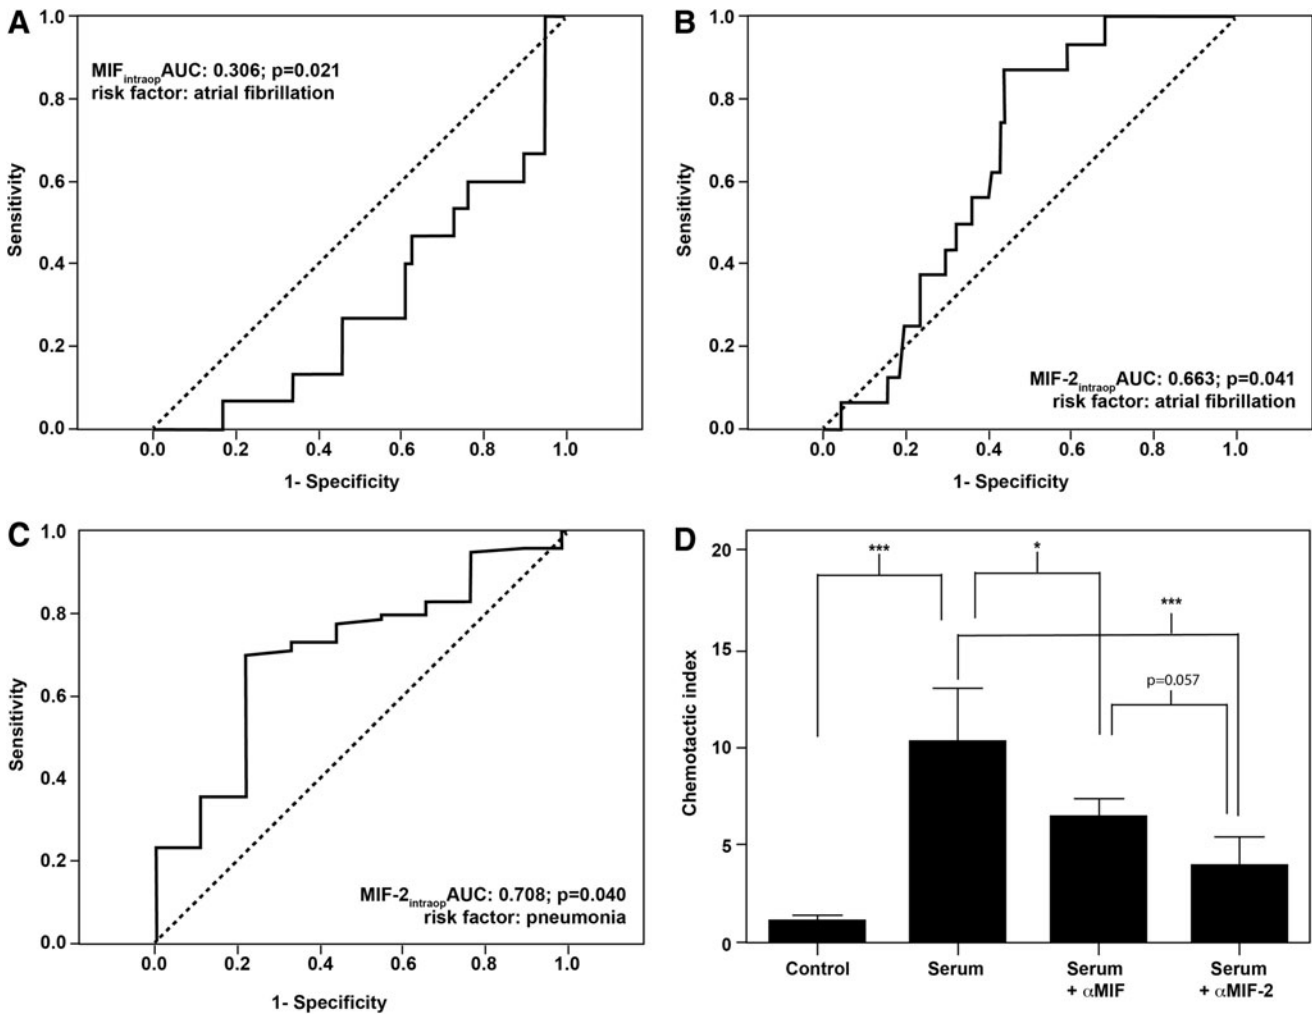 A
1.0
0.8
0.6
0.4
0.2
0.0
Sensitivity
MIFintraopAUC: 0.306; p=0.021
risk factor: atrial fibrillation
0.0 0.2 0.4 0.6 0.8 1.0
1- Specificity
B
1.0
0.8
0.6
0.4
0.2
0.0
Sensitivity
MIF-2intraopAUC: 0.663; p=0.041
risk factor: atrial fibrillation
0.0 0.2 0.4 0.6 0.8 1.0
1- Specificity
C
1.0
0.8
0.6
0.4
0.2
0.0
Sensitivity
MIF-2intraopAUC: 0.708; p=0.040
risk factor: pneumonia
0.0 0.2 0.4 0.6 0.8 1.0
1- Specificity
D
20
15
10
5
0
Chemotactic index
***
*
***
p=0.057
Control
Serum
Serum
+ αMIF
Serum
+ αMIF-2